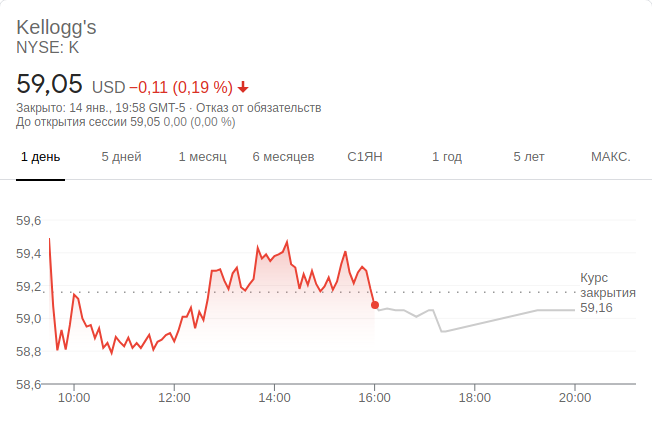 Kellogg's
NYSE: K
59,05 USD −0,11 (0,19 %)
Закрыто: 14 янв., 19:58 GMT-5 · Отказ от обязательств
До открытия сессии 59,05 0,00 (0,00 %)
1 день 5 дней 1 месяц 6 месяцев С1ЯН 1 год 5 лет МАКС.
59,6
59,4
59,2
59,0
58,8
58,6
Курс
закрытия
59,16
10:00 12:00 14:00 16:00 18:00 20:00